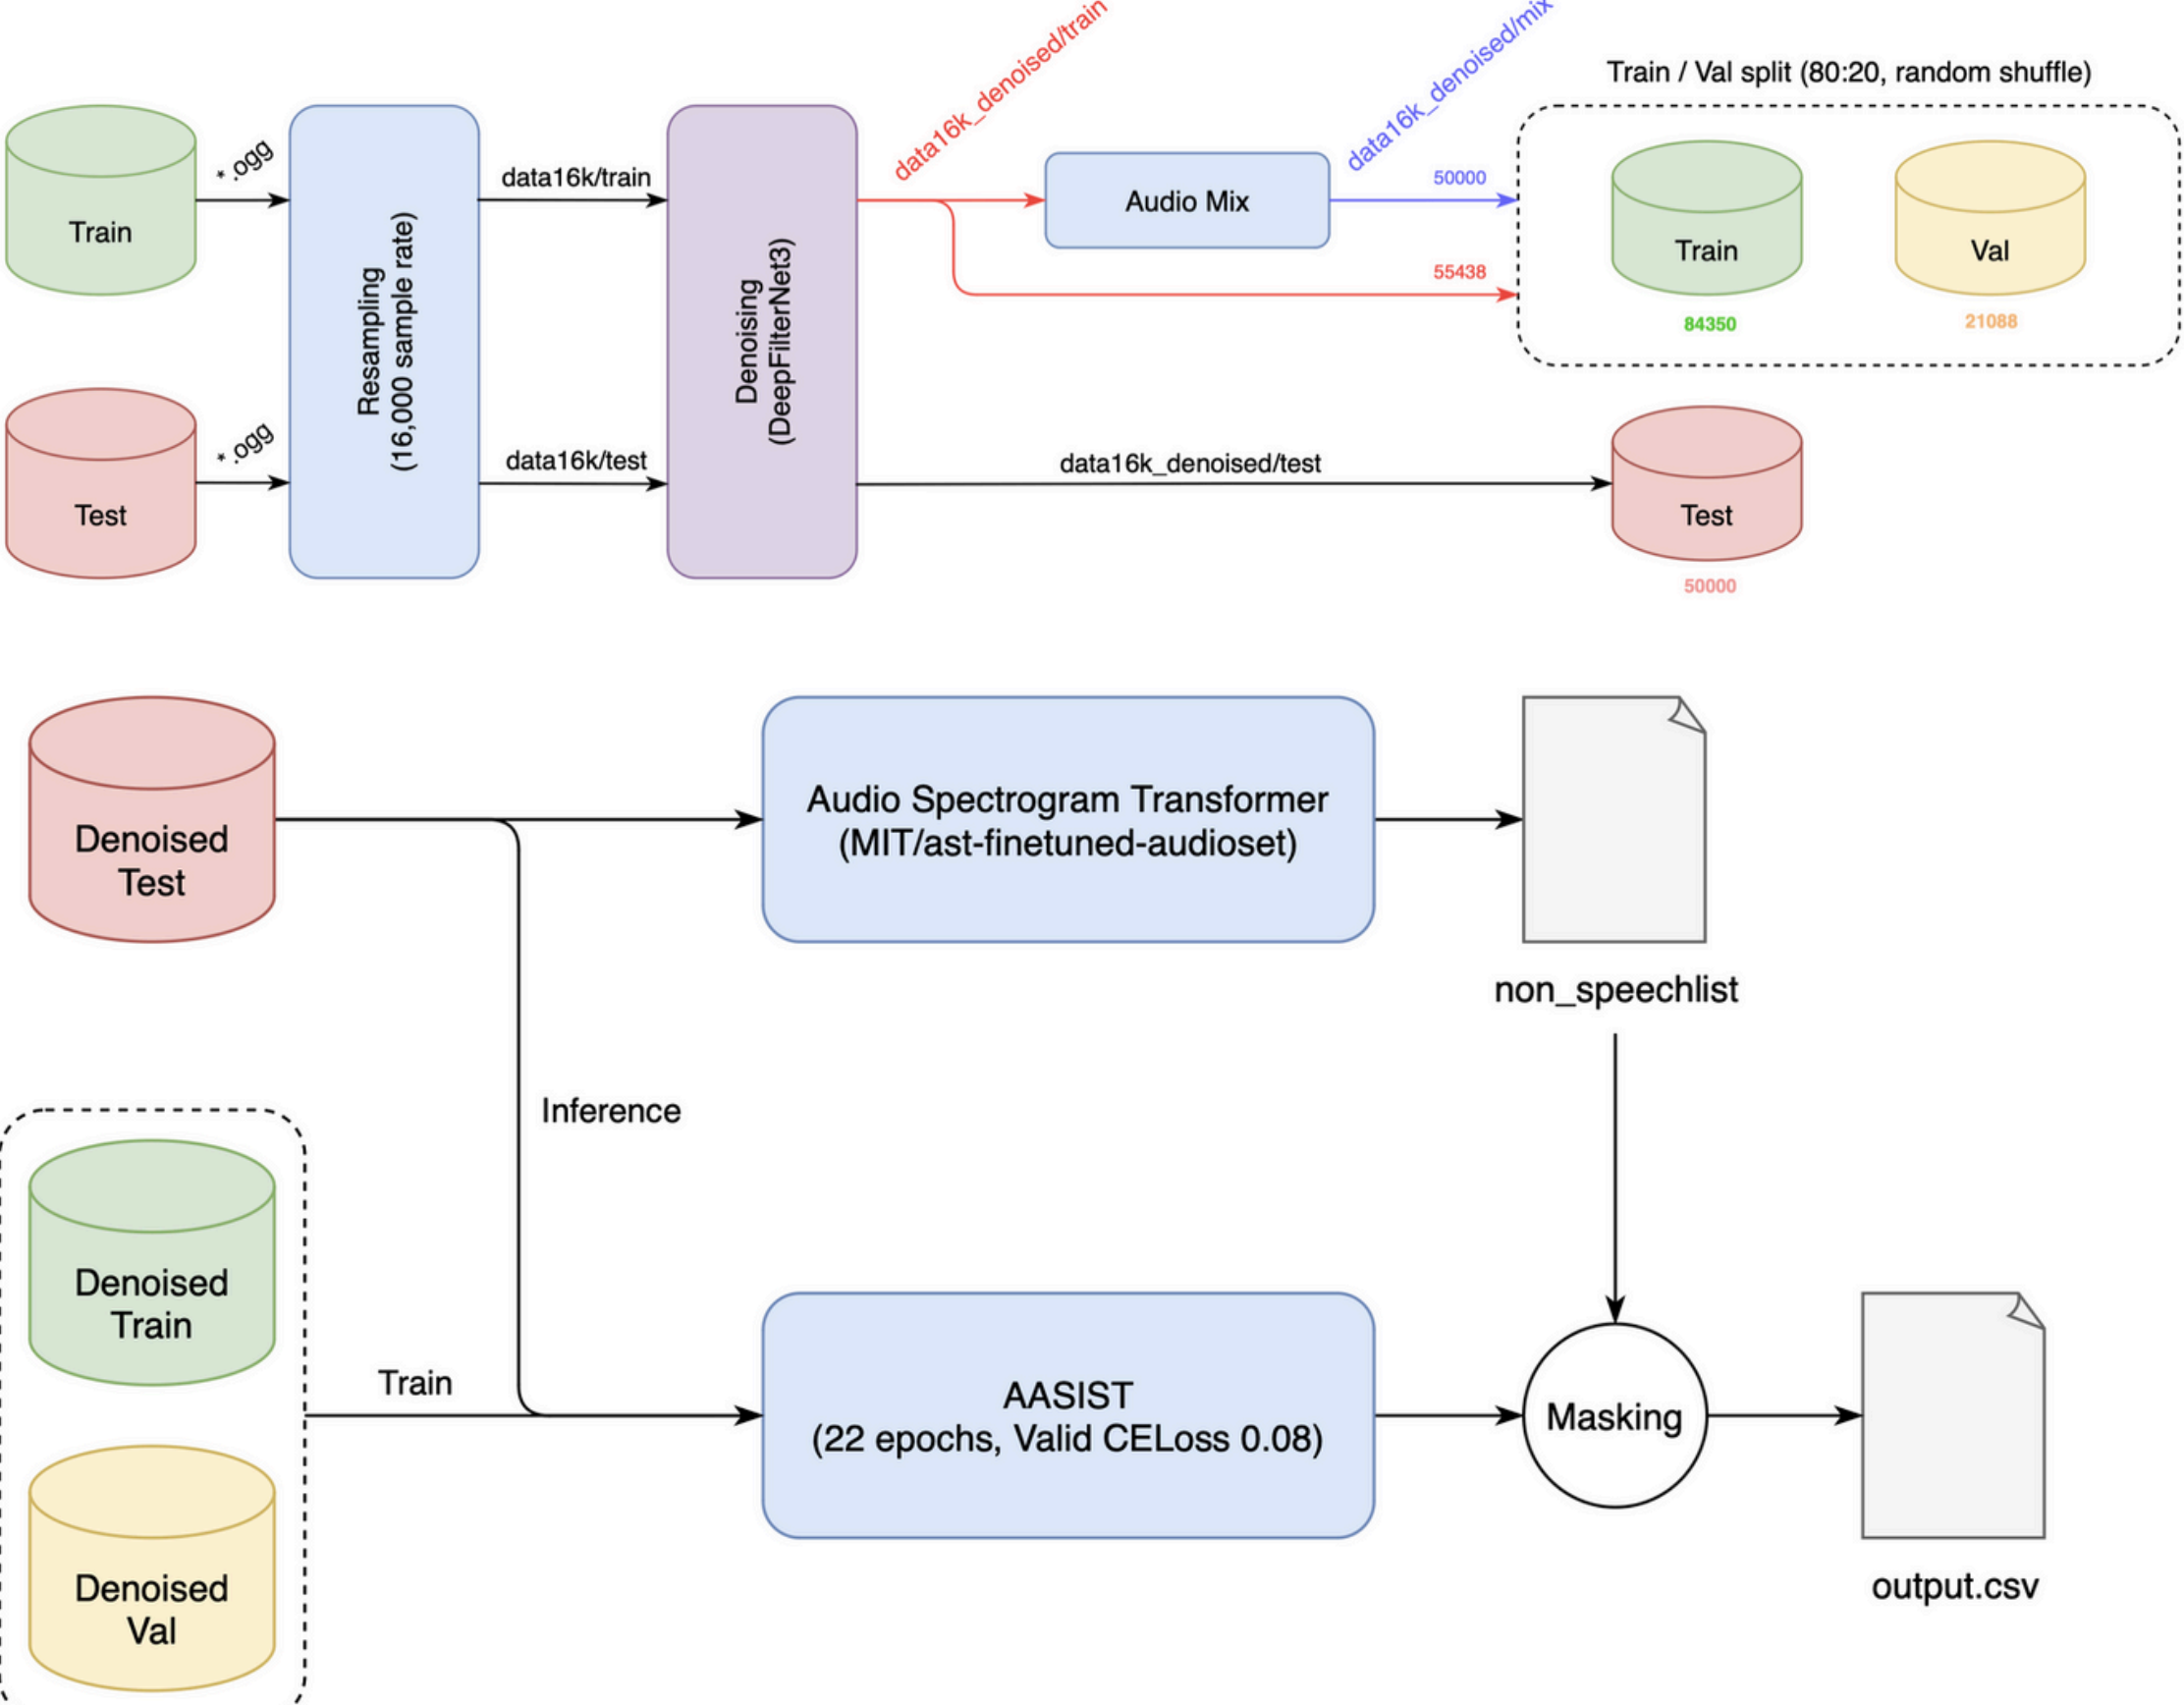 data16k_denoised/train
data16k_denoised/mix
Train / Val split (80:20, random shuffle)
Train
*.ogg
Resampling
(16,000 sample rate)
data16k/train
Denoising
(DeepFilterNet3)
Audio Mix
50000
55438
Train
84350
Val
21088
Test
*.ogg
data16k/test
data16k_denoised/test
Test
50000
Denoised
Test
Audio Spectrogram Transformer
(MIT/ast-finetuned-audioset)
non_speechlist
Inference
Denoised
Train
Train
Denoised
Val
AASIST
(22 epochs, Valid CELoss 0.08)
Masking
output.csv